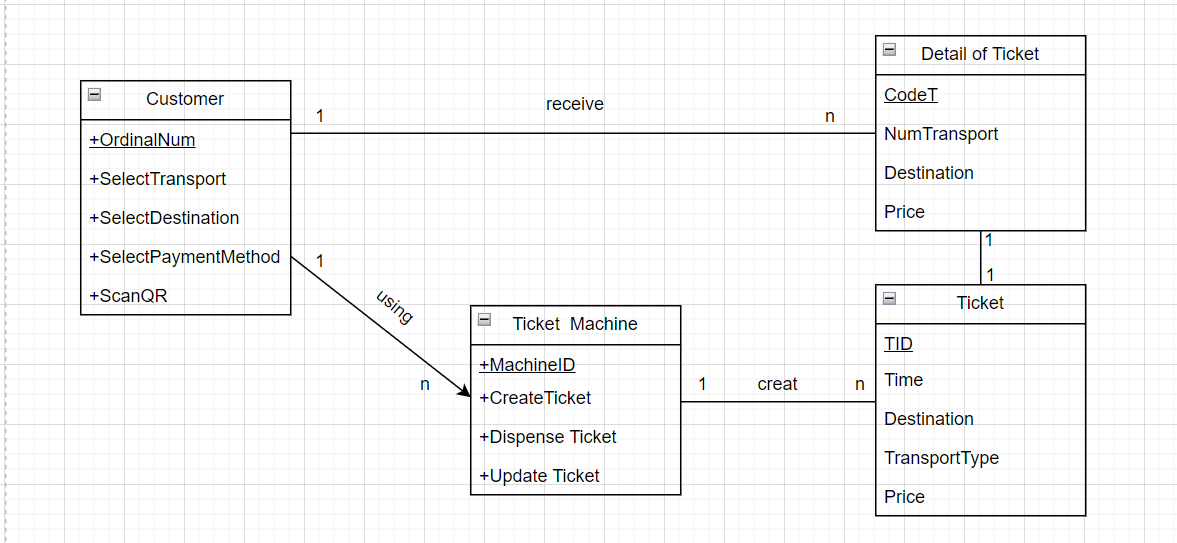 Detail of Ticket
CodeT
NumTransport
Destination
Price
Customer
+OrdinalNum
+SelectTransport
+SelectDestination
+SelectPaymentMethod
+ScanQR
1
receive
n
1
using
n
1
1
Ticket Machine
+MachineID
+CreateTicket
+Dispense Ticket
+Update Ticket
1
creat
n
Ticket
TID
Time
Destination
TransportType
Price